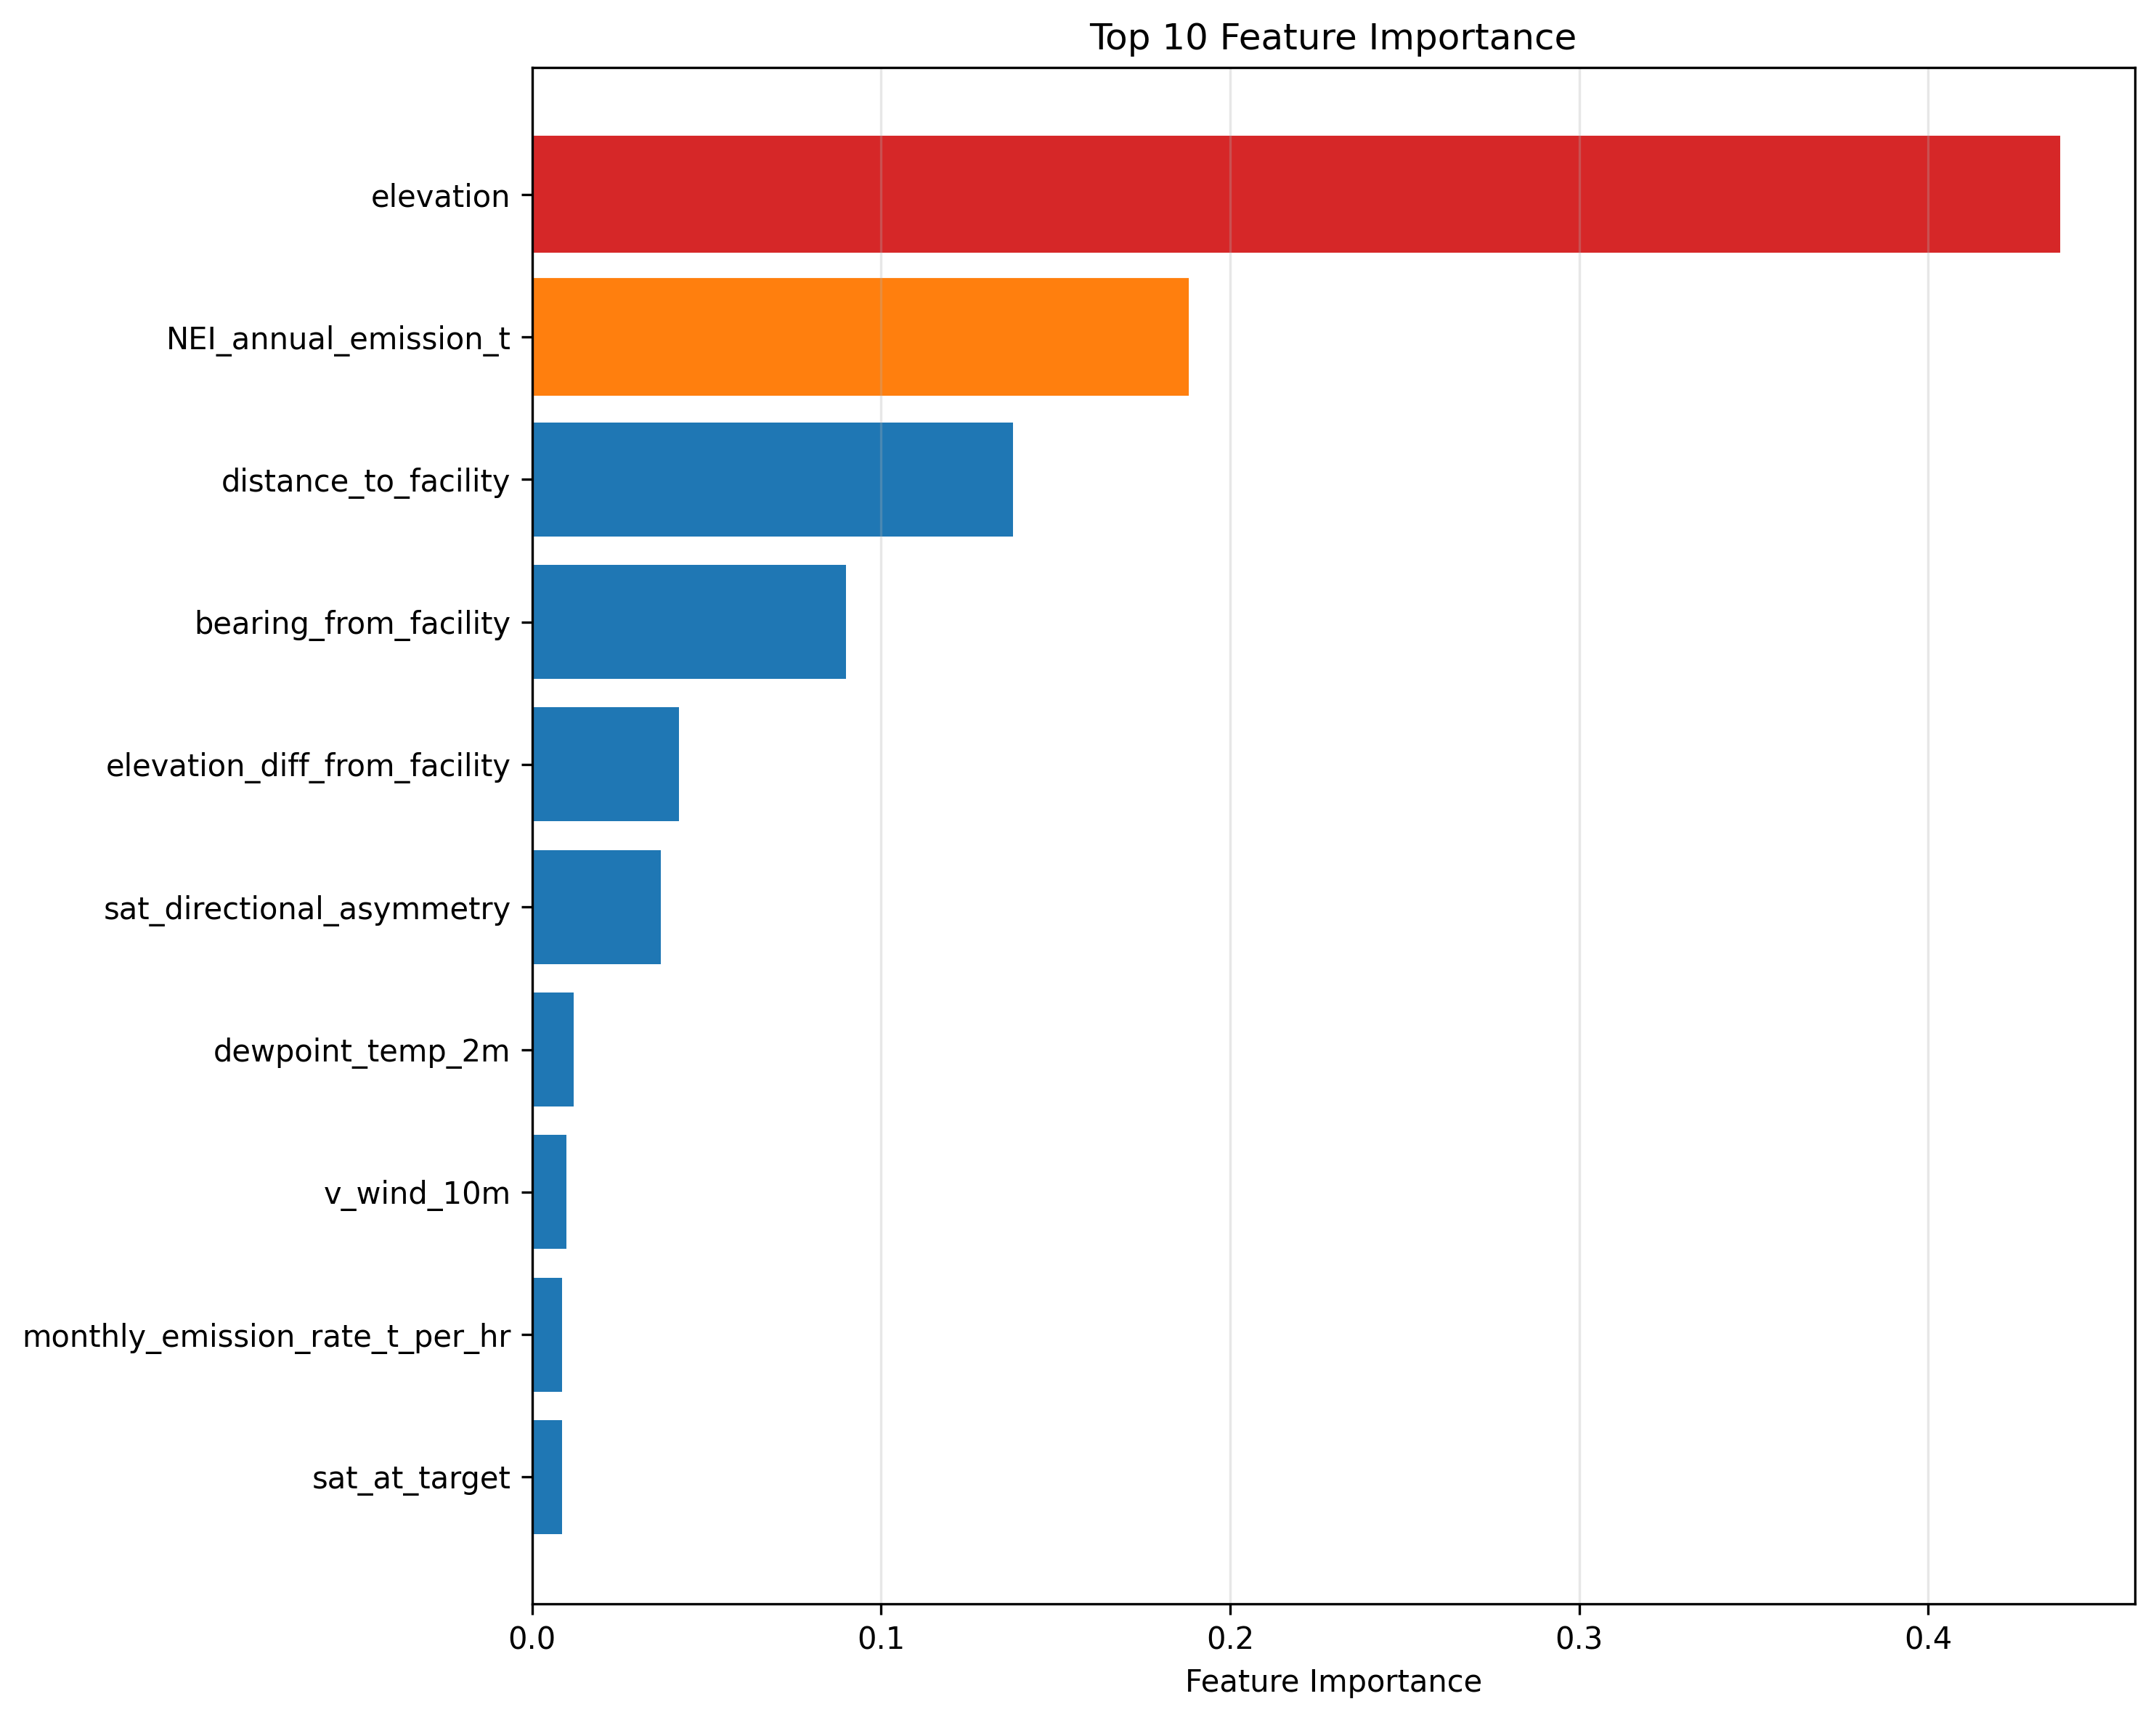 Top 10 Feature Importance
elevation
NEI_annual_emission_t
distance_to_facility
bearing_from_facility
elevation_diff_from_facility
sat_directional_asymmetry
dewpoint_temp_2m
v_wind_10m
monthly_emission_rate_t_per_hr
sat_at_target
0.0 0.1 0.2 0.3 0.4
Feature Importance